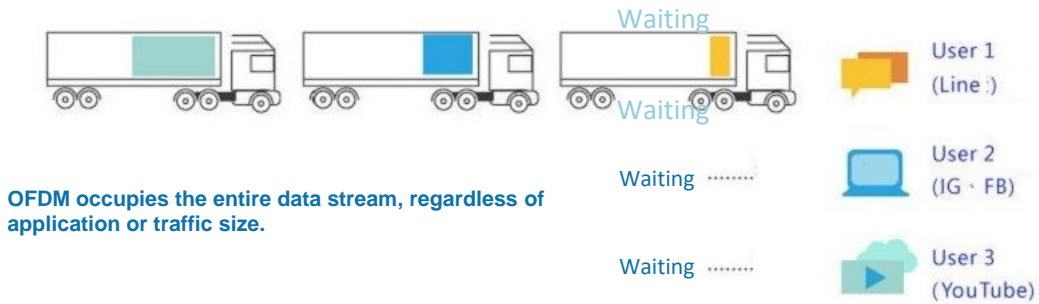 Waiting
User 1
(Line :)
Waiting
User 2
(IG、FB)
Waiting ........
OFDM occupies the entire data stream, regardless of
application or traffic size.
User 3
(YouTube)
Waiting ........